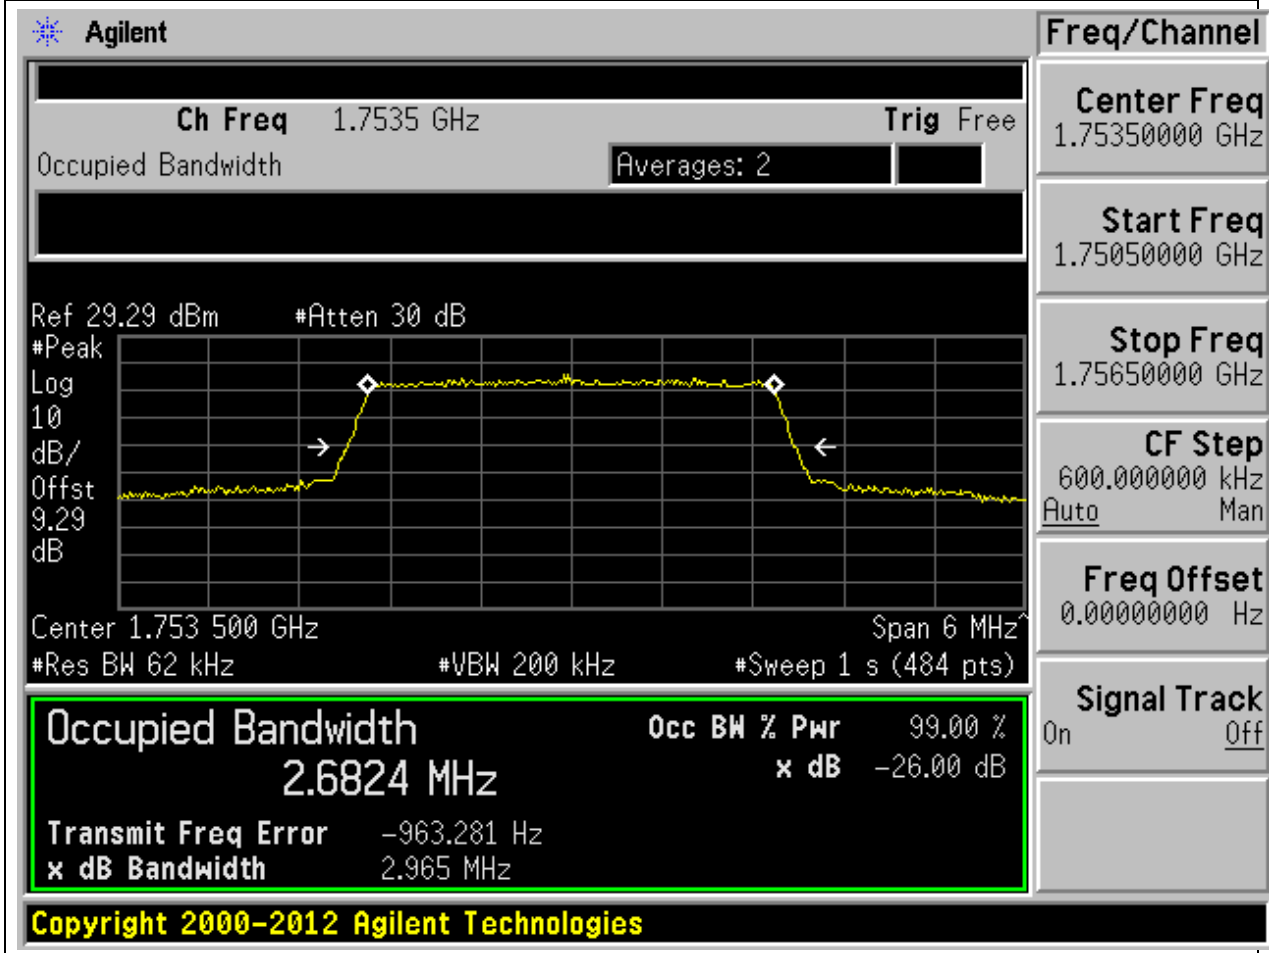 Agilent
Freq/Channel
Ch Freq 1.7535 GHz Trig Free
Occupied Bandwidth Averages: 2
Center Freq
1.75350000 GHz
Start Freq
1.75050000 GHz
Stop Freq
1.75650000 GHz
CF Step
600.000000 kHz
Auto Man
Freq Offset
0.00000000 Hz
Signal Track
On Off
Ref 29.29 dBm #Atten 30 dB
#Peak
Log
10
dB/
Offst
9.29
dB
Center 1.753 500 GHz Span 6 MHz^
#Res BW 62 kHz #VBW 200 kHz #Sweep 1 s (484 pts)
Occupied Bandwidth Occ BW % Pwr 99.00 %
2.6824 MHz x dB -26.00 dB
Transmit Freq Error -963.281 Hz
x dB Bandwidth 2.965 MHz
Copyright 2000-2012 Agilent Technologies